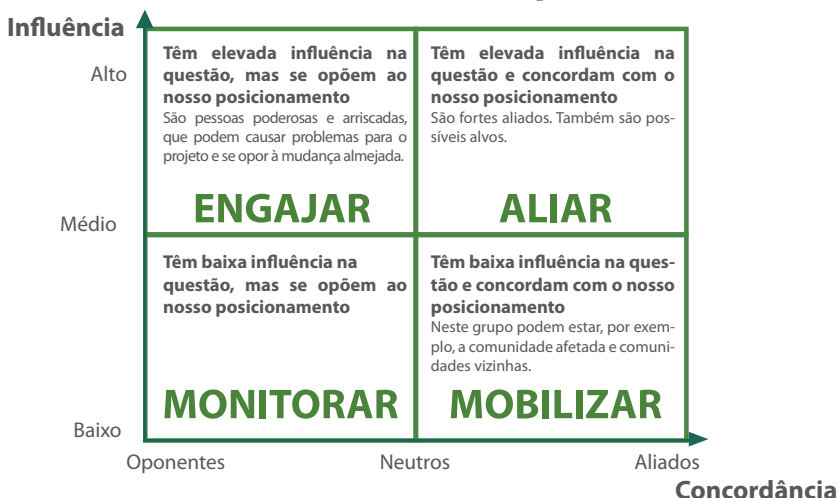 Influência
Alto
Têm elevada influência na
questão, mas se opõem ao
nosso posicionamento
São pessoas poderosas e arriscadas,
que podem causar problemas para o
projeto e se opor à mudança almejada.
ENGAJAR
Têm elevada influência na
questão e concordam com o
nosso posicionamento
São fortes aliados. Também são pos-
síveis alvos.
ALIAR
Médio
Têm baixa influência na
questão, mas se opõem ao
nosso posicionamento
MONITORAR
Têm baixa influência na ques-
tão e concordam com o nosso
posicionamento
Neste grupo podem estar, por exem-
plo, a comunidade afetada e comuni-
dades vizinhas.
MOBILIZAR
Baixo
Oponentes
Neutros
Aliados
Concordância